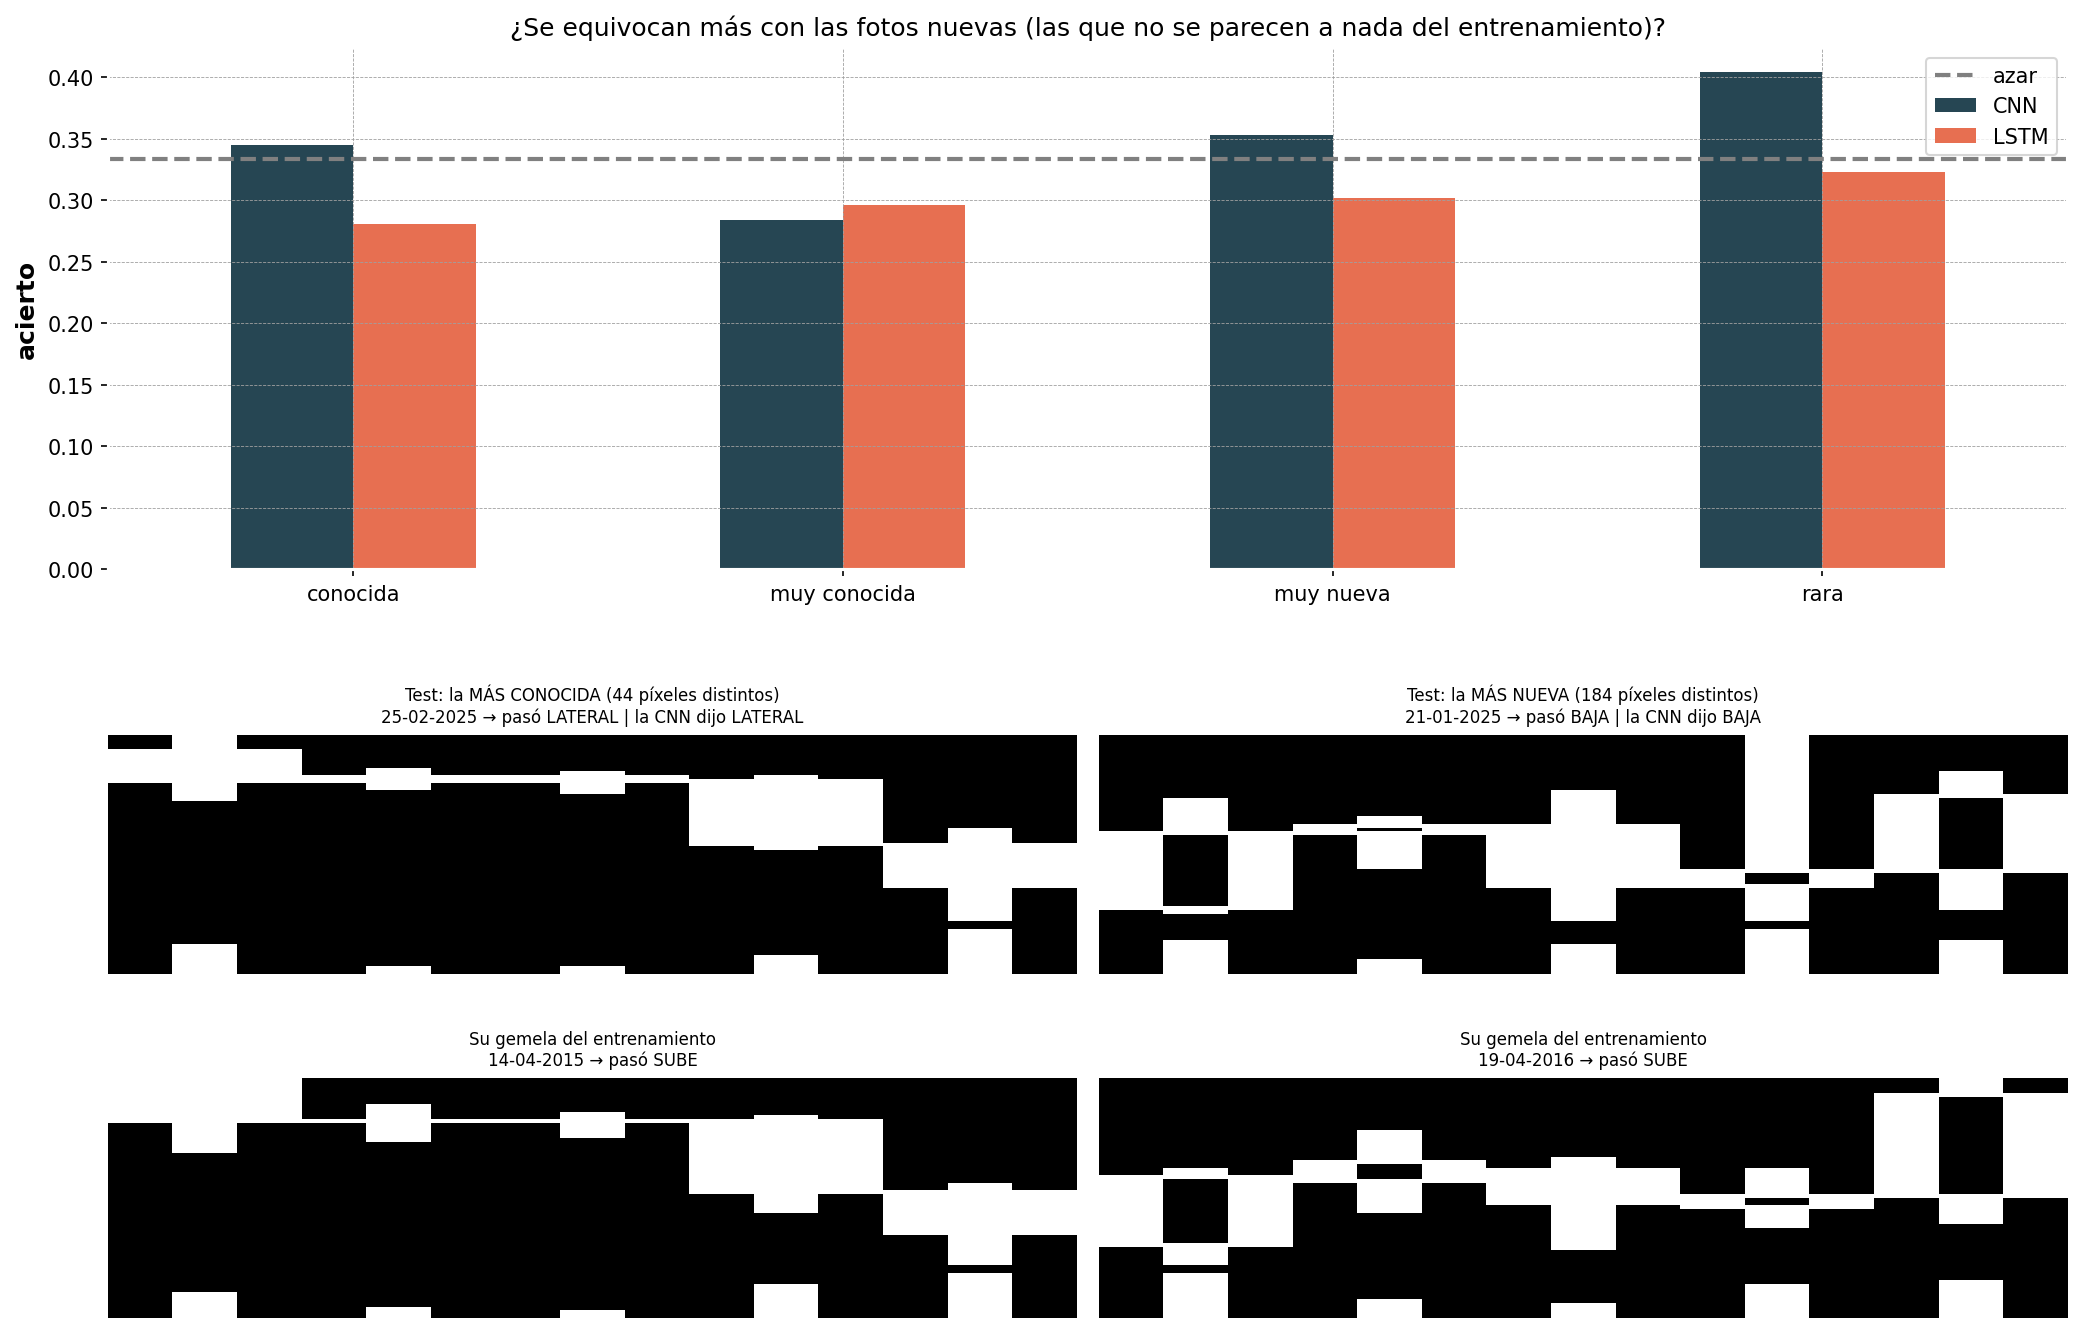 ¿Se equivocan más con las fotos nuevas (las que no se parecen a nada del entrenamiento)?
acierto
0.40
0.35
0.30
0.25
0.20
0.15
0.10
0.05
0.00
azar
CNN
LSTM
conocida
muy conocida
muy nueva
rara
Test: la MÁS CONOCIDA (44 píxeles distintos)
25-02-2025 → pasó LATERAL | la CNN dijo LATERAL
Test: la MÁS NUEVA (184 píxeles distintos)
21-01-2025 → pasó BAJA | la CNN dijo BAJA
Su gemela del entrenamiento
14-04-2015 → pasó SUBE
Su gemela del entrenamiento
19-04-2016 → pasó SUBE